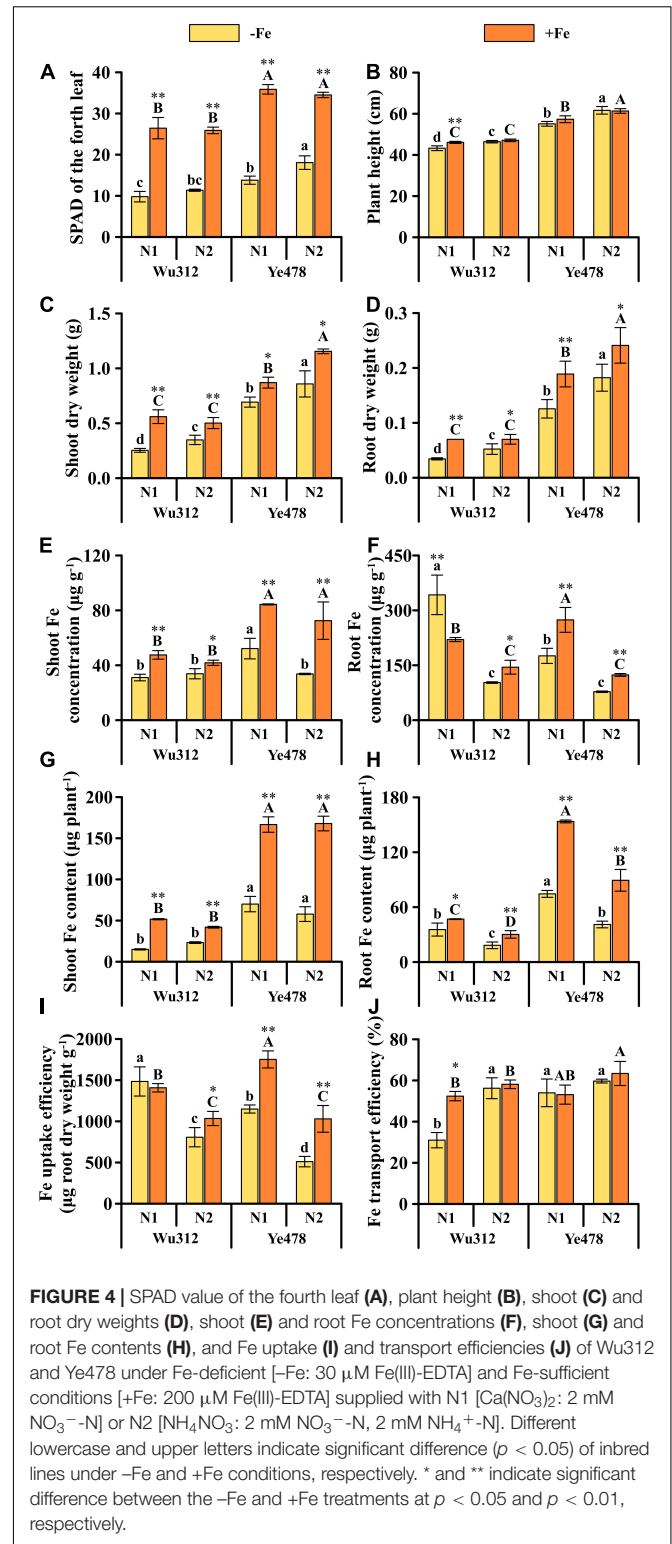 -Fe +Fe
A B
SPAD of the forth leaf
40 30 20 10 0
c ** B bc ** B b ** A a ** A
N1 N2 N1 N2
Wu312 Ye478
Plant height (cm)
80 60 40 20 0
d ** C c C b B a A
N1 N2 N1 N2
Wu312 Ye478
C D
Shoot dry weight (g)
1.5 1.0 0.5 0.0
d ** C c ** C b * B a * A
N1 N2 N1 N2
Wu312 Ye478
Root dry weight (g)
0.3 0.2 0.1 0.0
d ** C c * C b ** B a * A
N1 N2 N1 N2
Wu312 Ye478
E F
Shoot Fe
concentration (µg g-1)
120 80 40 0
b ** B b * B a ** A b ** A
N1 N2 N1 N2
Wu312 Ye478
Root Fe
concentration (µg g-1)
450 300 150 0
** a B c * C b ** A c ** C
N1 N2 N1 N2
Wu312 Ye478
G H
Shoot Fe content (µg plant-1)
200 150 100 50 0
b ** B b ** B a ** A a ** A
N1 N2 N1 N2
Wu312 Ye478
Root Fe content (µg plant-1)
180 120 60 0
b * C c ** D a ** A b ** B
N1 N2 N1 N2
Wu312 Ye478
I J
Fe uptake efficiency
(µg root dry weight g-1)
2000 1500 1000 500 0
a B c * C b ** A d ** C
N1 N2 N1 N2
Wu312 Ye478
Fe transport efficiency (%)
80 60 40 20 0
b * B a B a AB a A
N1 N2 N1 N2
Wu312 Ye478
FIGURE 4 | SPAD value of the fourth leaf (A), plant height (B), shoot (C) and
root dry weights (D), shoot (E) and root Fe concentrations (F), shoot (G) and
root Fe contents (H), and Fe uptake (I) and transport efficiencies (J) of Wu312
and Ye478 under Fe-deficient [–Fe: 30 µM Fe(III)-EDTA] and Fe-sufficient
conditions [+Fe: 200 µM Fe(III)-EDTA] supplied with N1 [Ca(NO3)2: 2 mM
NO3−-N] or N2 [NH4NO3: 2 mM NO3−-N, 2 mM NH4+-N]. Different
lowercase and upper letters indicate significant difference (p < 0.05) of inbred
lines under –Fe and +Fe conditions, respectively. * and ** indicate significant
difference between the –Fe and +Fe treatments at p < 0.05 and p < 0.01,
respectively.